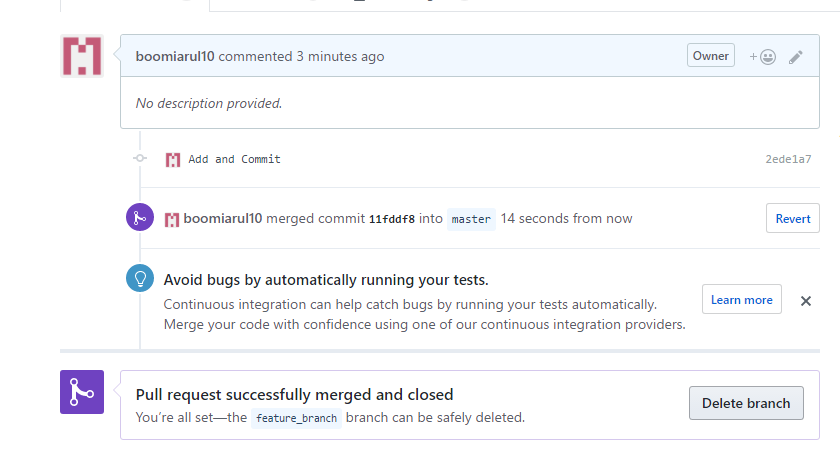 boomiarul10 commented 3 minutes ago Owner
No description provided.
Add and Commit 2ede1a7
boomiarul10 merged commit 11fddf8 into master 14 seconds from now Revert
Avoid bugs by automatically running your tests.
Continuous integration can help catch bugs by running your tests automatically.
Merge your code with confidence using one of our continuous integration providers.
Learn more
Pull request successfully merged and closed
You’re all set—the feature_branch branch can be safely deleted.
Delete branch